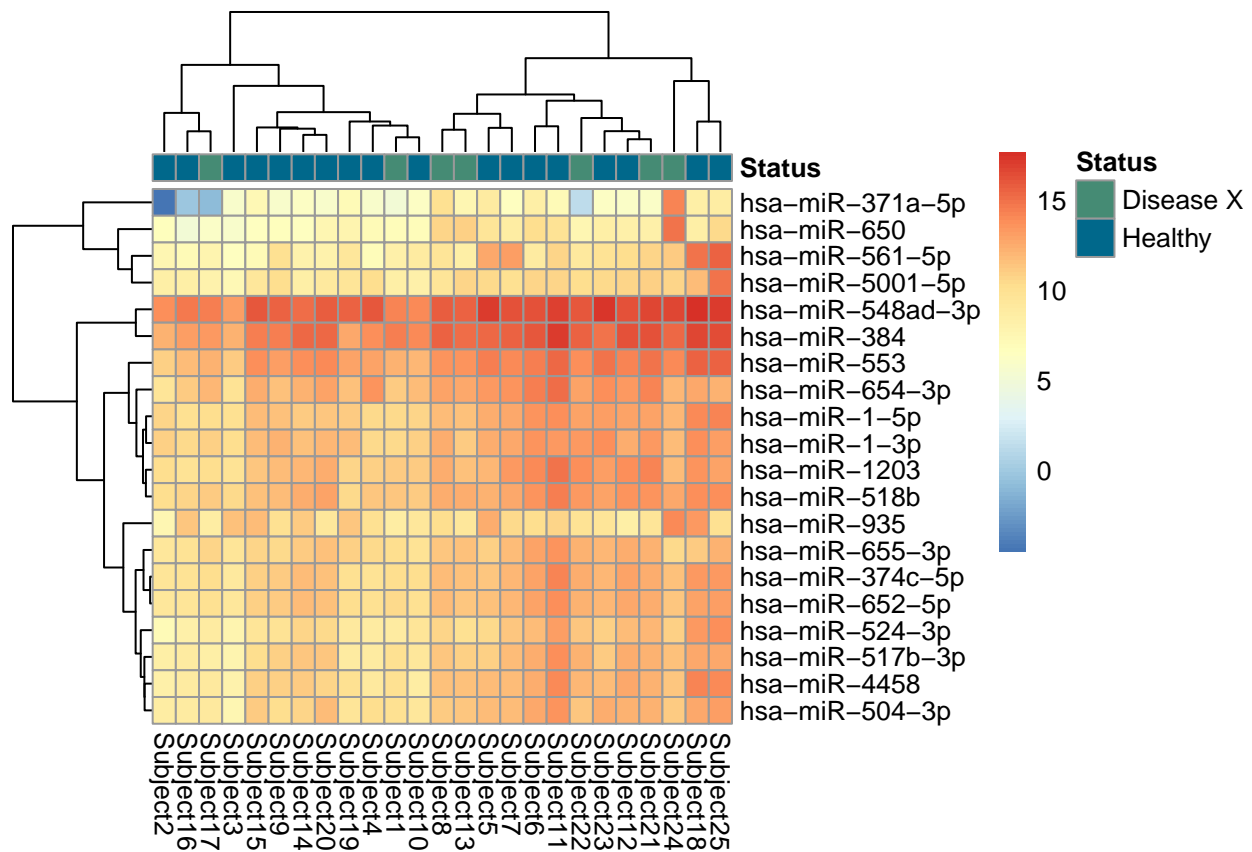 Status
hsa−miR−371a−5p
hsa−miR−650
hsa−miR−561−5p
hsa−miR−5001−5p
hsa−miR−548ad−3p
hsa−miR−384
hsa−miR−553
hsa−miR−654−3p
hsa−miR−1−5p
hsa−miR−1−3p
hsa−miR−1203
hsa−miR−518b
hsa−miR−935
hsa−miR−655−3p
hsa−miR−374c−5p
hsa−miR−652−5p
hsa−miR−524−3p
hsa−miR−517b−3p
hsa−miR−4458
hsa−miR−504−3p
Subject2
Subject16
Subject17
Subject3
Subject15
Subject9
Subject14
Subject20
Subject19
Subject4
Subject1
Subject10
Subject8
Subject13
Subject5
Subject7
Subject6
Subject11
Subject22
Subject23
Subject12
Subject21
Subject24
Subject18
Subject25
15
10
5
0
Status
Disease X
Healthy